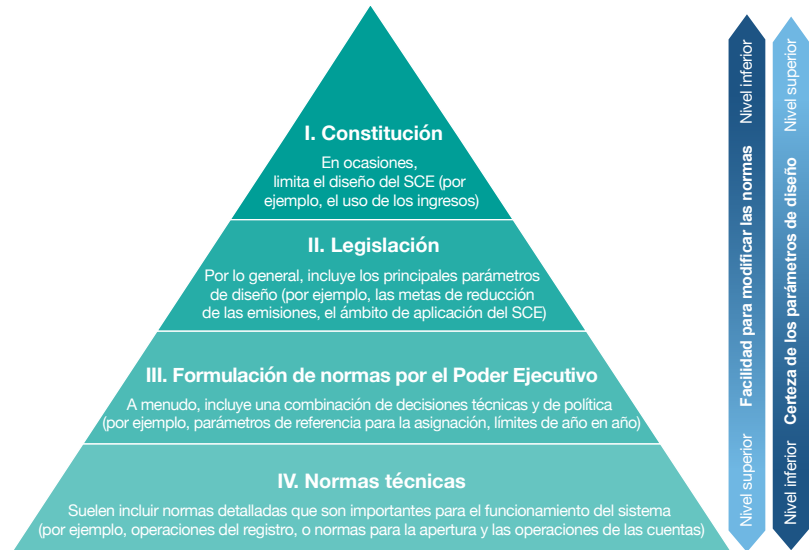 I. Constitución
En ocasiones,
limita el diseño del SCE (por
ejemplo, el uso de los ingresos)
II. Legislación
Por lo general, incluye los principales parámetros
de diseño (por ejemplo, las metas de reducción
de las emisiones, el ámbito de aplicación del SCE)
III. Formulación de normas por el Poder Ejecutivo
A menudo, incluye una combinación de decisiones técnicas y de política
(por ejemplo, parámetros de referencia para la asignación, límites de año en año)
IV. Normas técnicas
Suelen incluir normas detalladas que son importantes para el funcionamiento del sistema
(por ejemplo, operaciones del registro, o normas para la apertura y las operaciones de las cuentas)
Nivel superior
Facilidad para modificar las normas
Nivel inferior
Nivel inferior
Certeza de los parámetros de diseño
Nivel superior